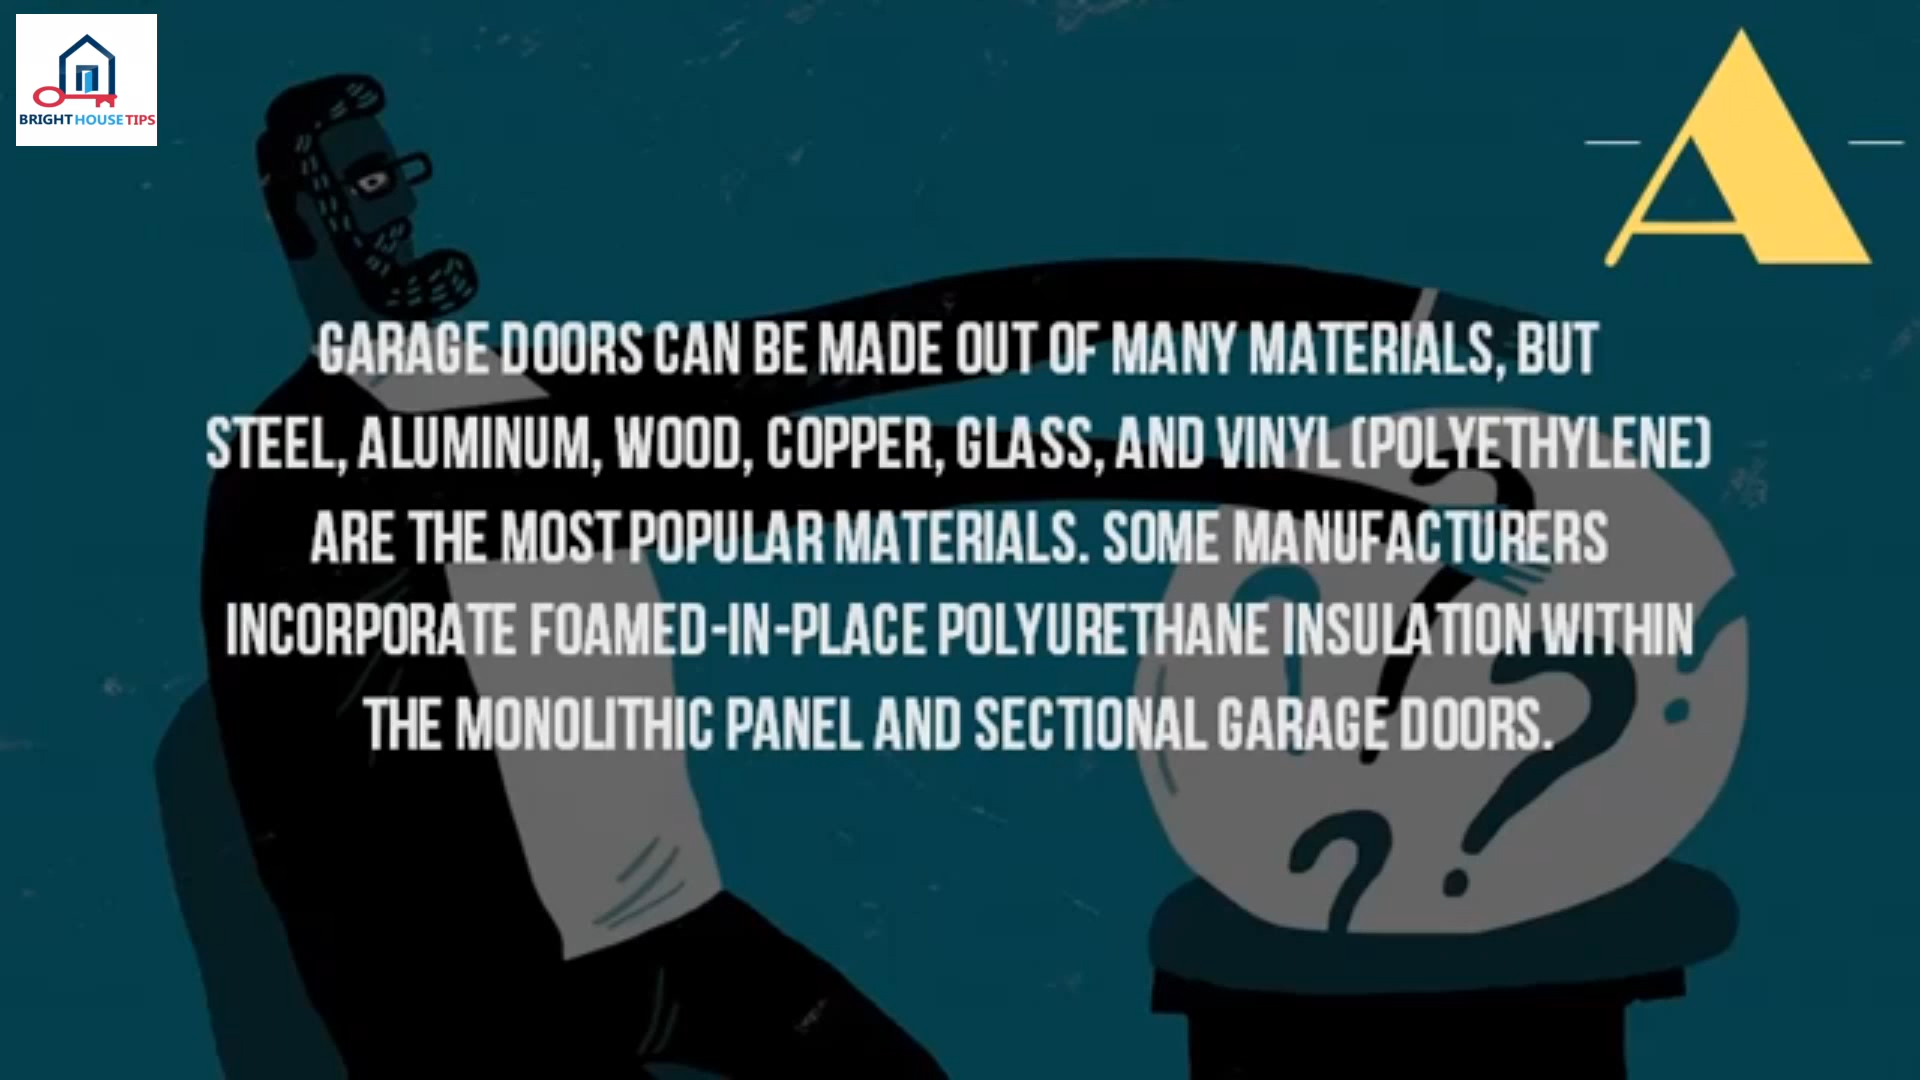 BRIGHT HOUSE TIPS
A
GARAGE DOORS CAN BE MADE OUT OF MANY MATERIALS, BUT
STEEL, ALUMINUM, WOOD, COPPER, GLASS, AND VINYL (POLYETHYLENE)
ARE THE MOST POPULAR MATERIALS. SOME MANUFACTURERS
INCORPORATE FOAMED-IN-PLACE POLYURETHANE INSULATION WITHIN
THE MONOLITHIC PANEL AND SECTIONAL GARAGE DOORS.
? ? ? ? ?